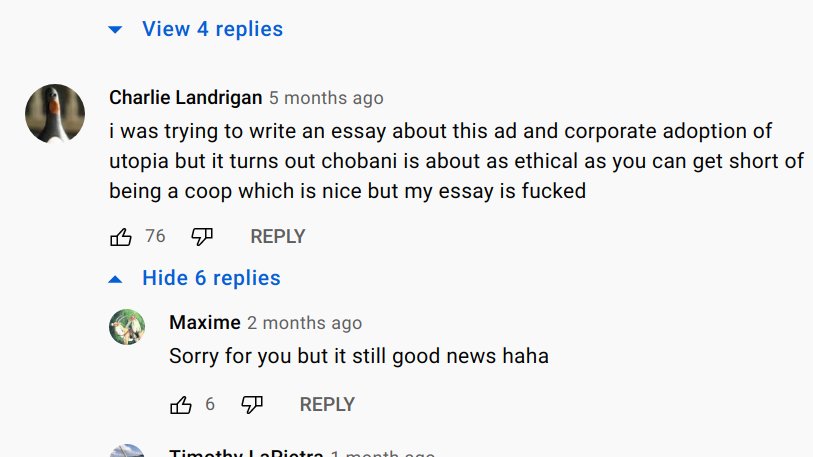 View 4 replies
Charlie Landrigan 5 months ago
i was trying to write an essay about this ad and corporate adoption of
utopia but it turns out chobani is about as ethical as you can get short of
being a coop which is nice but my essay is fucked
76 REPLY
Hide 6 replies
Maxime 2 months ago
Sorry for you but it still good news haha
6 REPLY
Timothy LaPietra 1 month ago